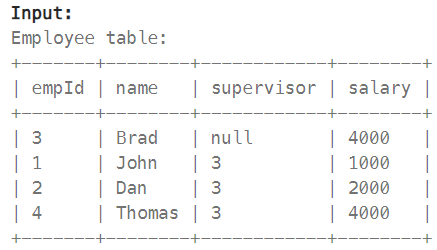 Input:
Employee table:
+-------+--------+------------+--------+
| empId | name   | supervisor | salary |
+-------+--------+------------+--------+
| 3     | Brad   | null       | 4000   |
| 1     | John   | 3          | 1000   |
| 2     | Dan    | 3          | 2000   |
| 4     | Thomas | 3          | 4000   |
+-------+--------+------------+--------+